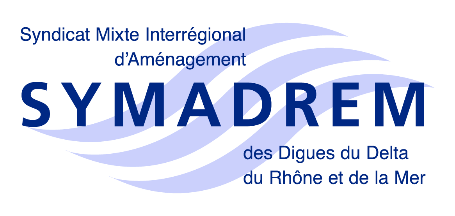 Syndicat Mixte Interrégional
d'Aménagement
SYMADREM
des Digues du Delta
du Rhône et de la Mer